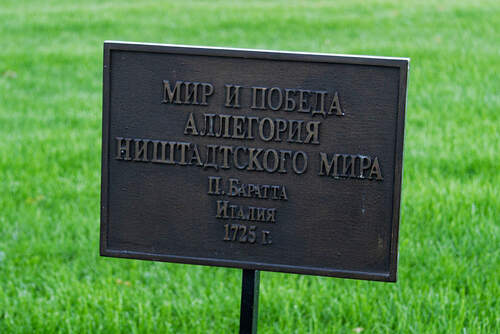 МИР И ПОБЕДА.
АЛЛЕГОРИЯ
НИШТАДТСКОГО МИРА
П. БАРАТТА
ИТАЛИЯ
1725 г.